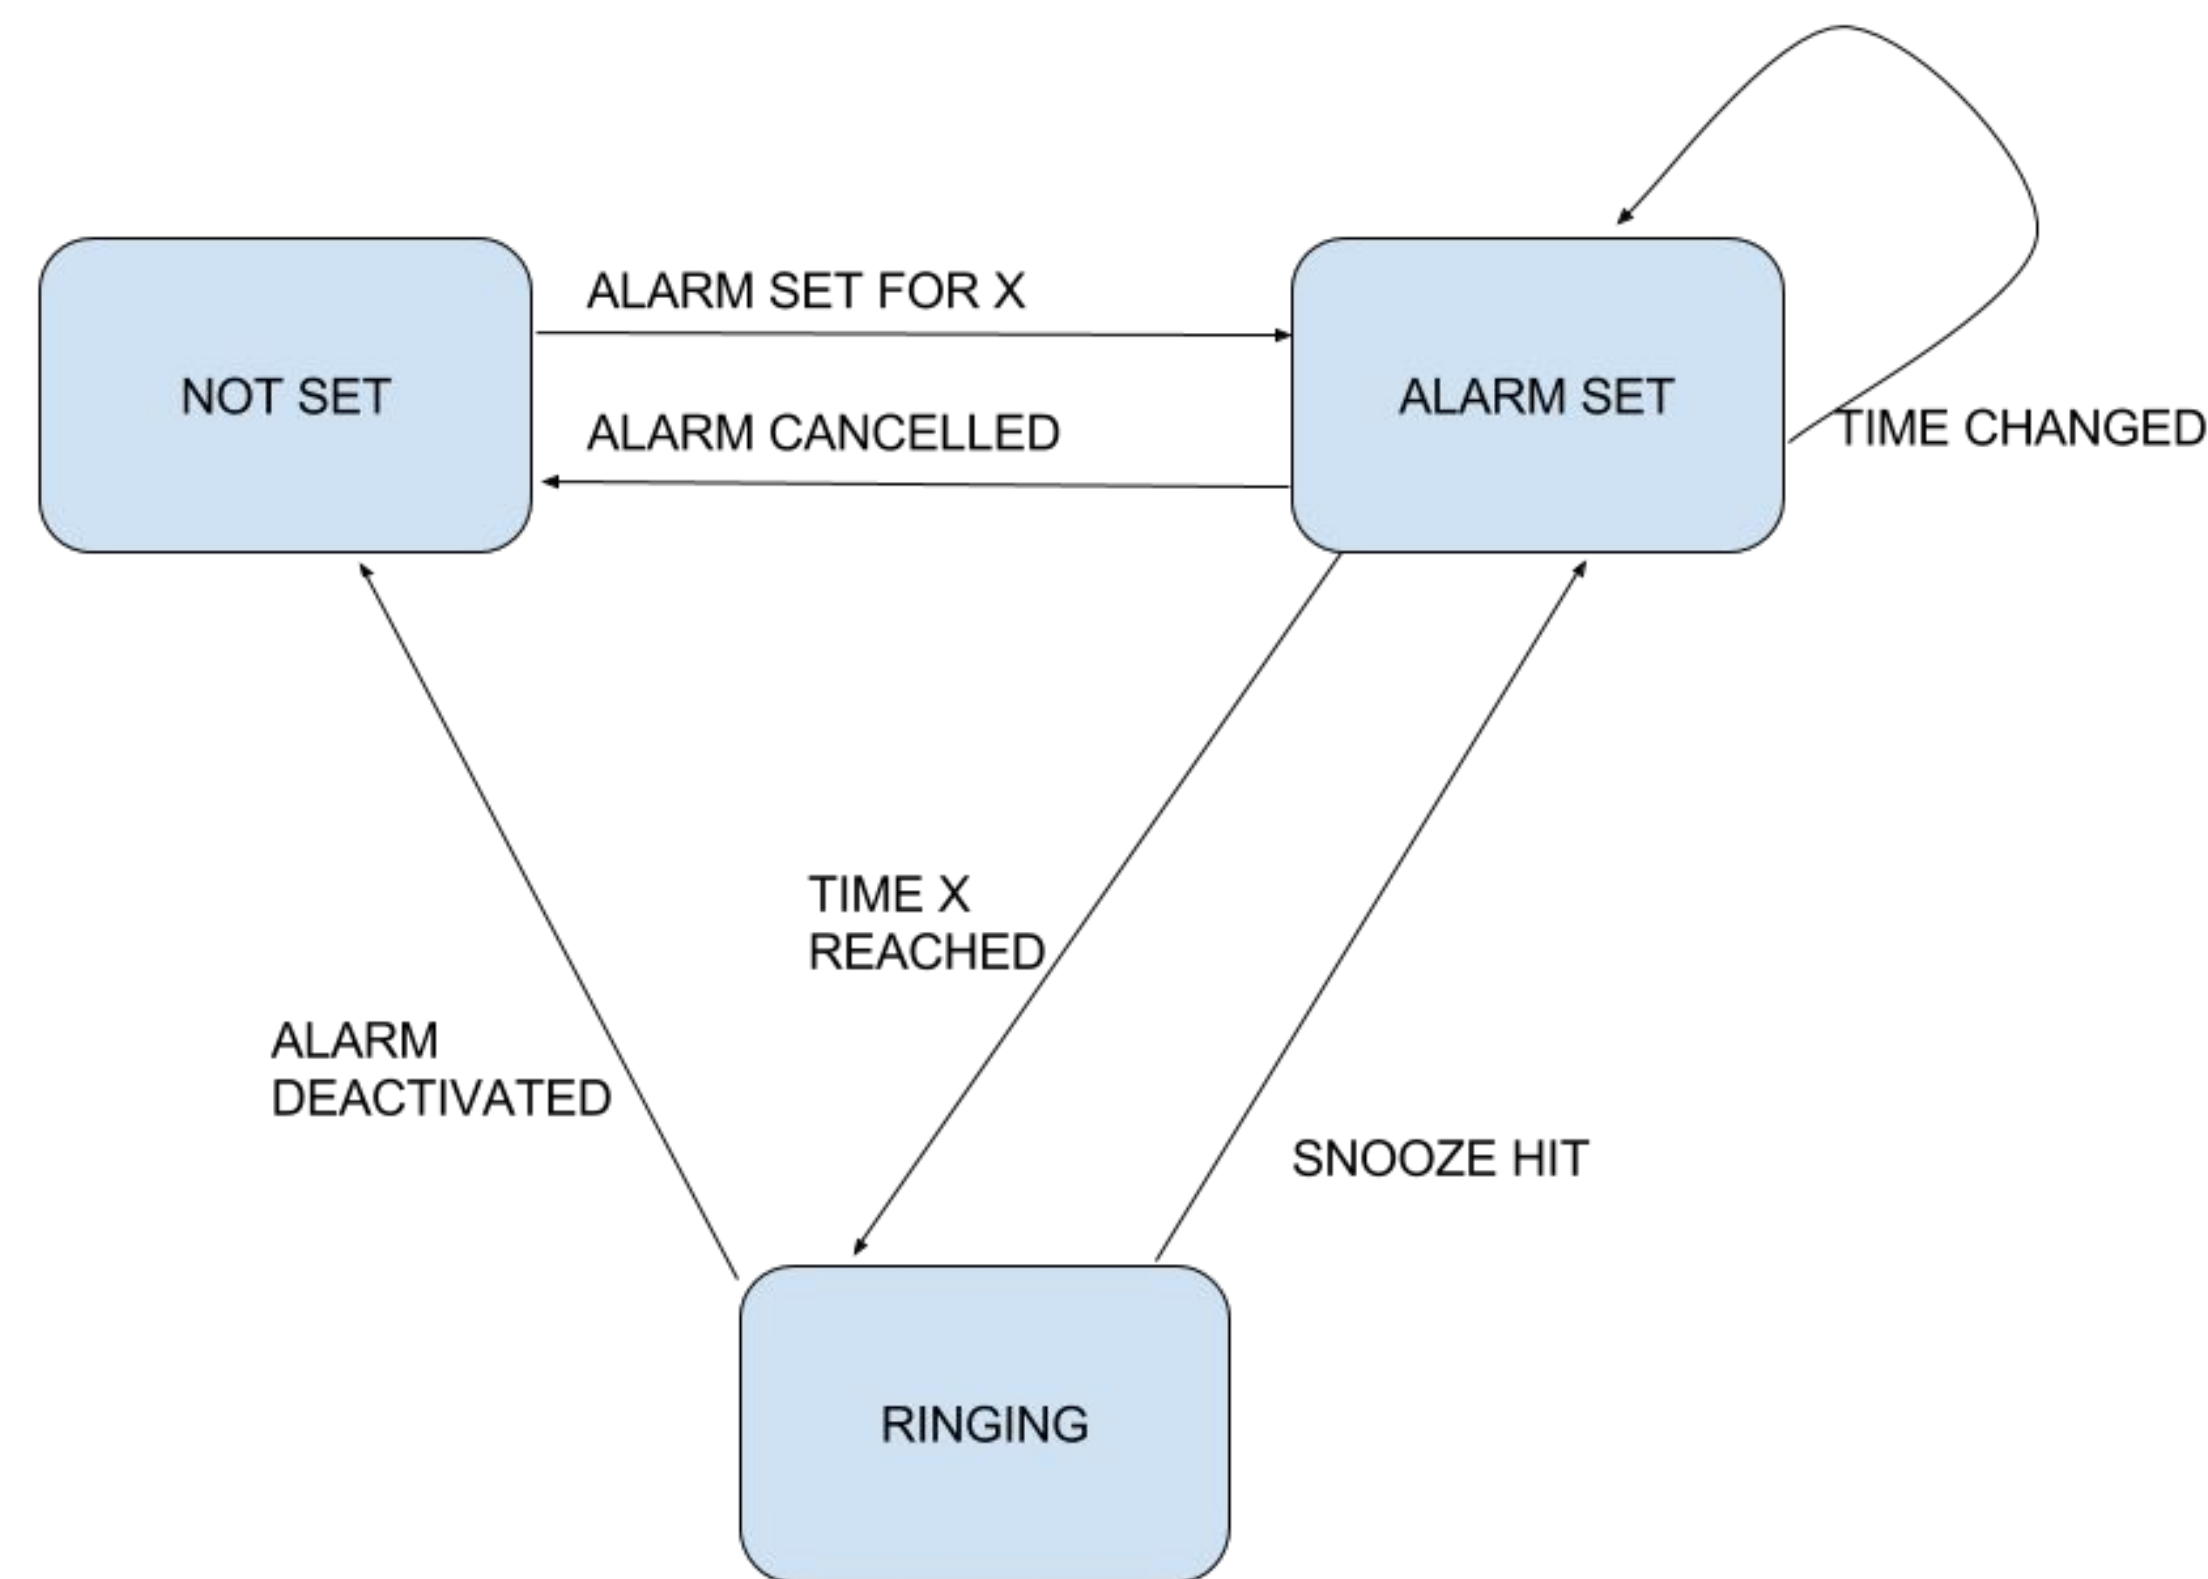 ALARM SET FOR X
NOT SET
ALARM SET
ALARM CANCELLED
TIME CHANGED
TIME X
REACHED
ALARM
DEACTIVATED
SNOOZE HIT
RINGING